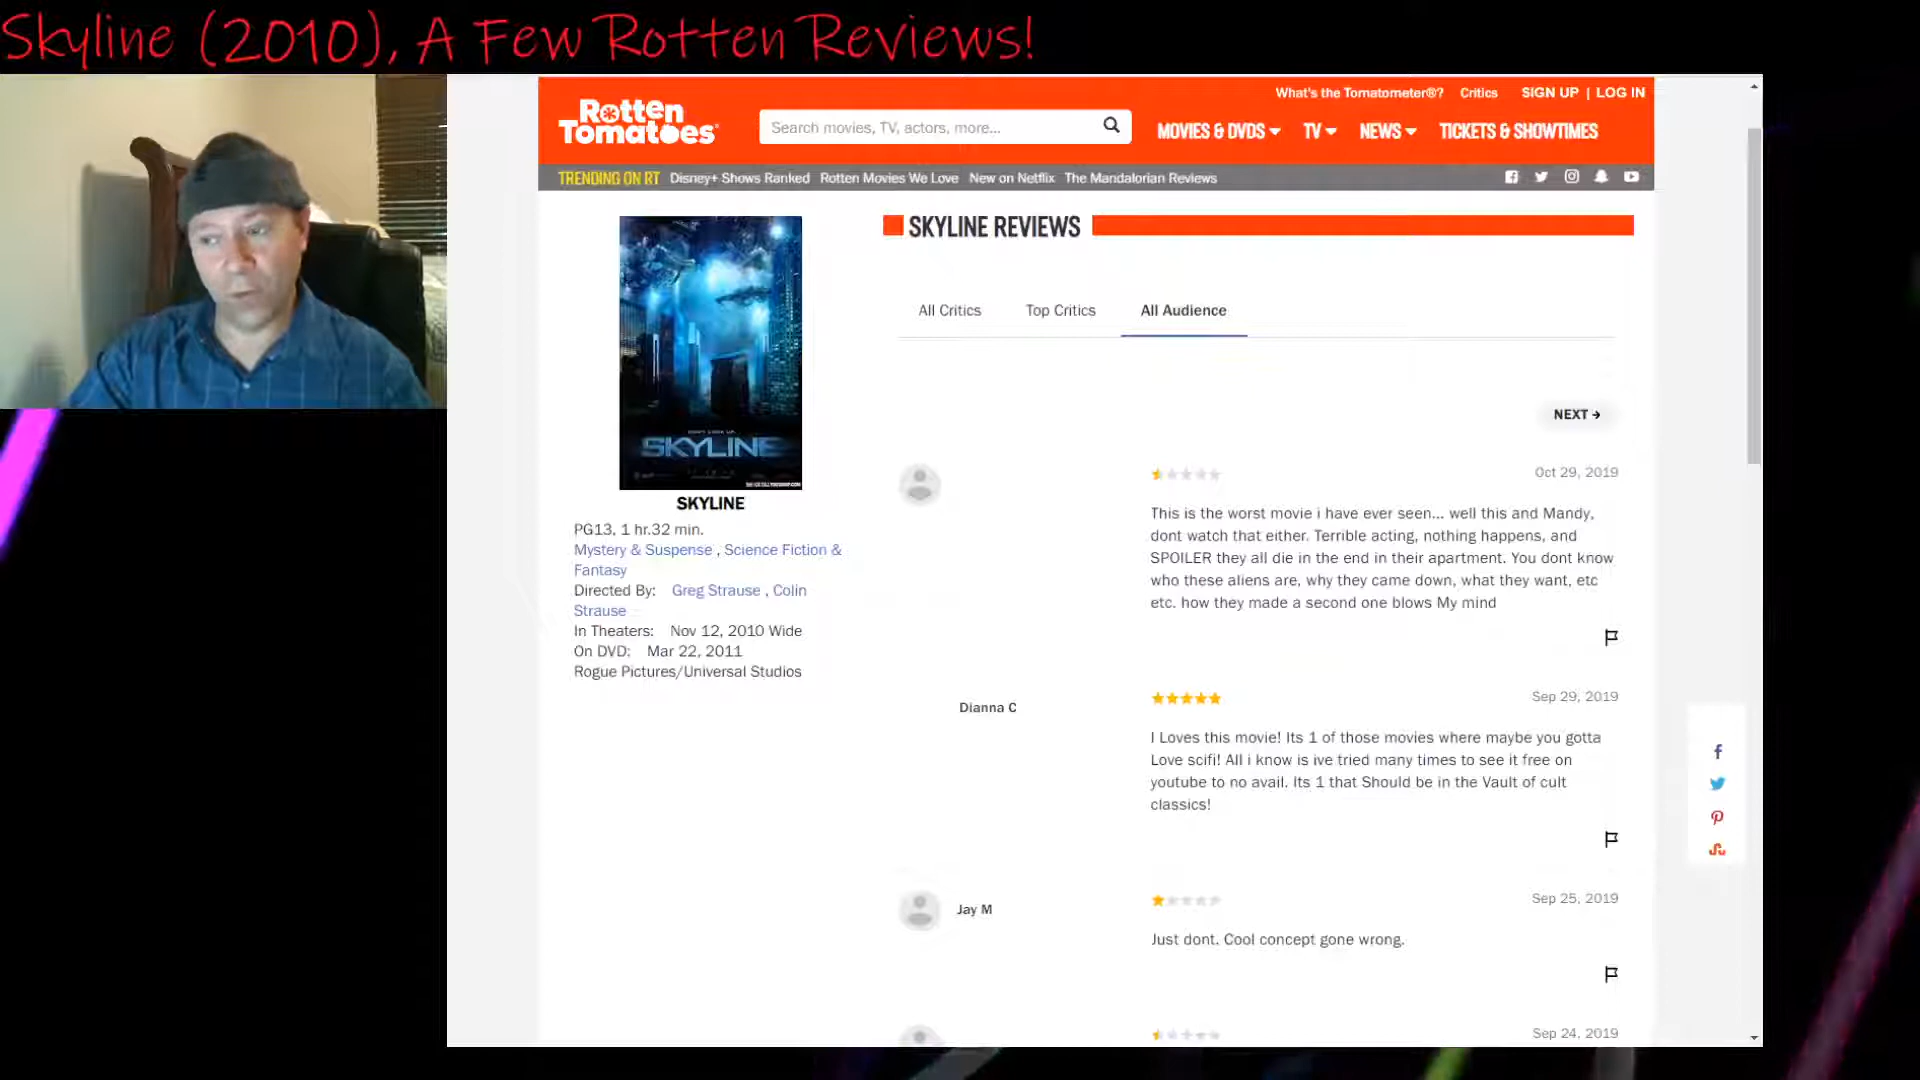 Skyline (2010), A Few Rotten Reviews!
What's the Tomatometer®? Critics SIGN UP | LOG IN
Rotten Tomatoes
Search movies, TV, actors, more...
MOVIES & DVDS TV NEWS TICKETS & SHOWTIMES
TRENDING ON RT Disney+ Shows Ranked Rotten Movies We Love New on Netflix The Mandalorian Reviews
SKYLINE
SKYLINE
PG13, 1 hr.32 min.
Mystery & Suspense , Science Fiction &
Fantasy
Directed By: Greg Strause , Colin
Strause
In Theaters: Nov 12, 2010 Wide
On DVD: Mar 22, 2011
Rogue Pictures/Universal Studios
SKYLINE REVIEWS
All Critics Top Critics All Audience
NEXT →
Oct 29, 2019
This is the worst movie i have ever seen... well this and Mandy,
dont watch that either. Terrible acting, nothing happens, and
SPOILER they all die in the end in their apartment. You dont know
who these aliens are, why they came down, what they want, etc
etc. how they made a second one blows My mind
Dianna C
Sep 29, 2019
I Loves this movie! Its 1 of those movies where maybe you gotta
Love scifi! All i know is ive tried many times to see it free on
youtube to no avail. Its 1 that Should be in the Vault of cult
classics!
Jay M
Sep 25, 2019
Just dont. Cool concept gone wrong.
Sep 24, 2019